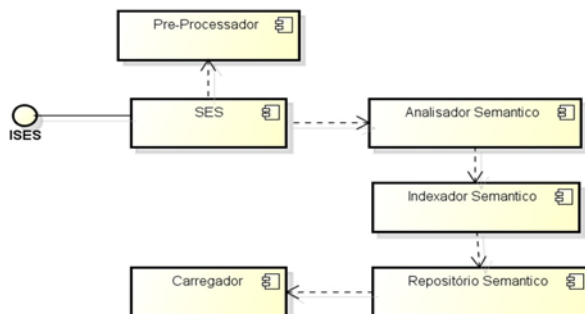 Pre-Processador
SES
ISES
Analisador Semantico
Indexador Semantico
Carregador
Repositório Semantico